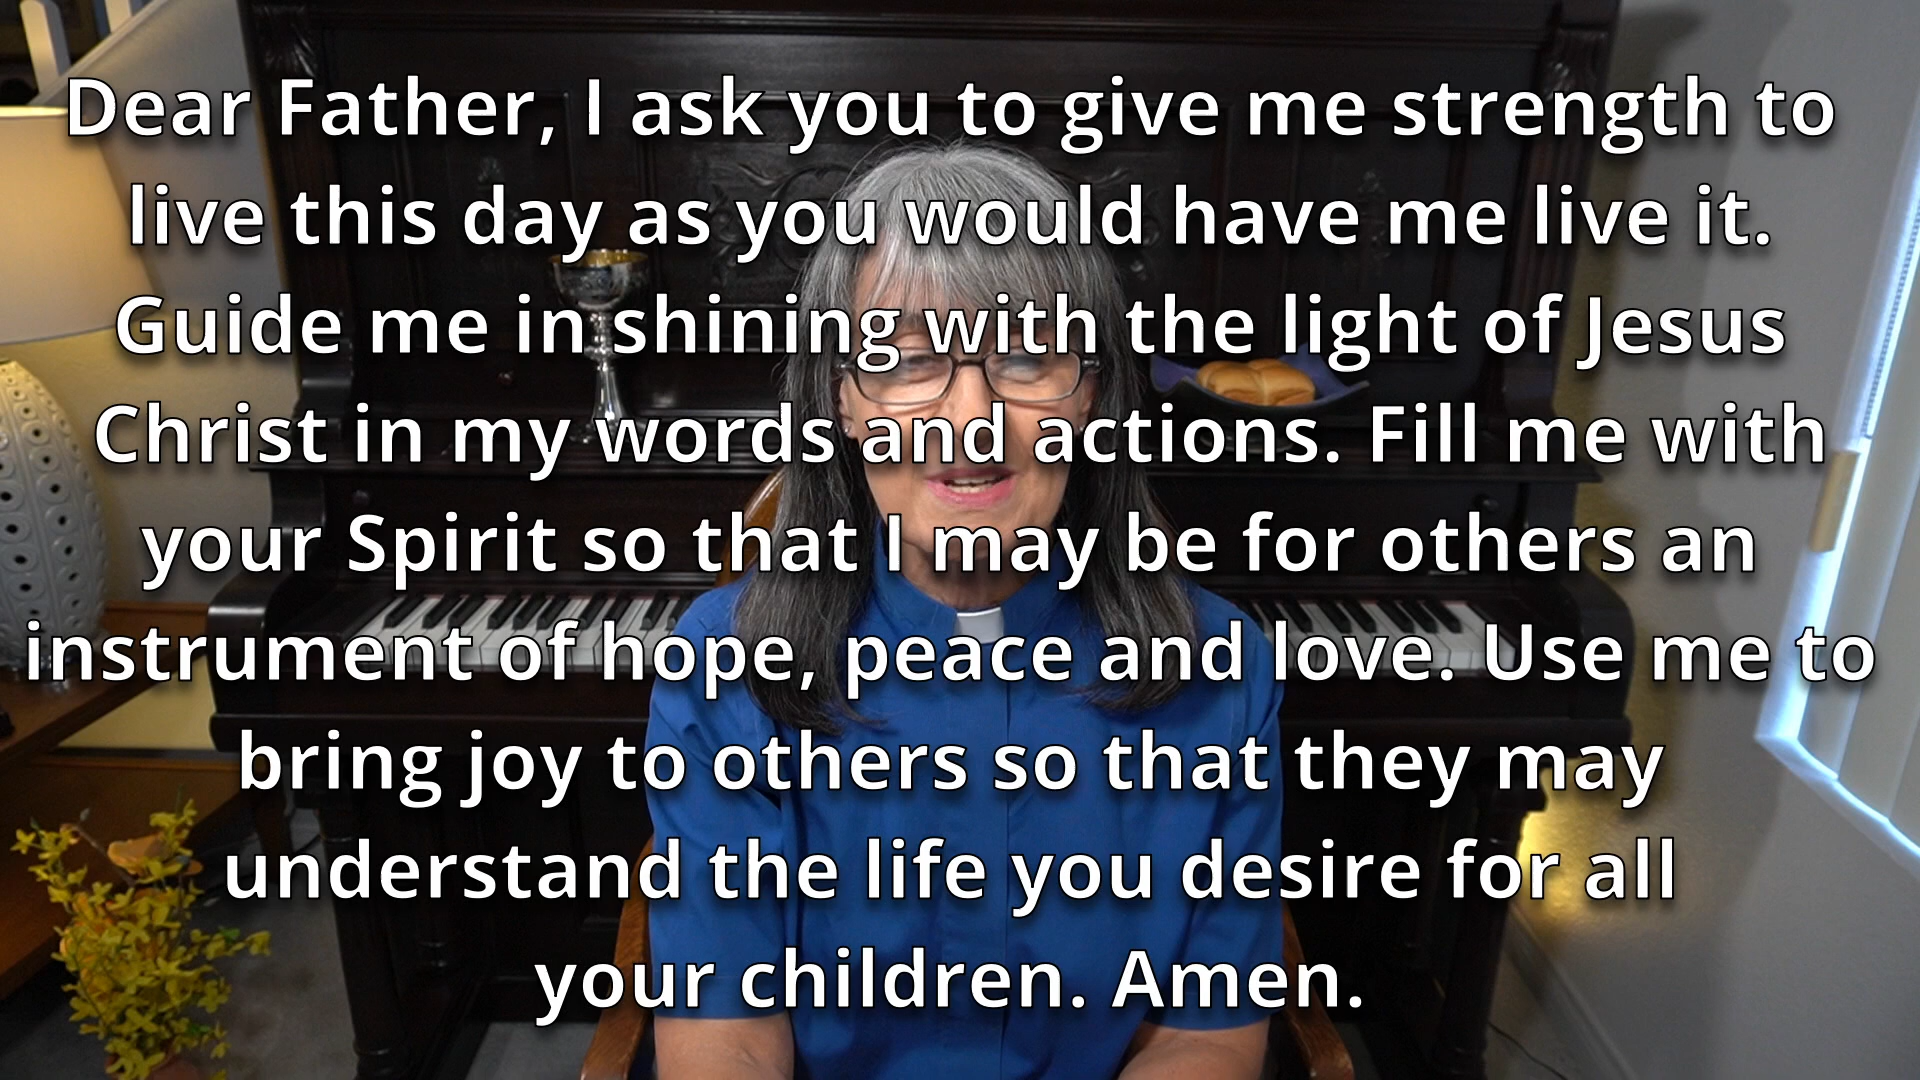 Dear Father, I ask you to give me strength to
live this day as you would have me live it.
Guide me in shining with the light of Jesus
Christ in my words and actions. Fill me with
your Spirit so that I may be for others an
instrument of hope, peace and love. Use me to
bring joy to others so that they may
understand the life you desire for all
your children. Amen.